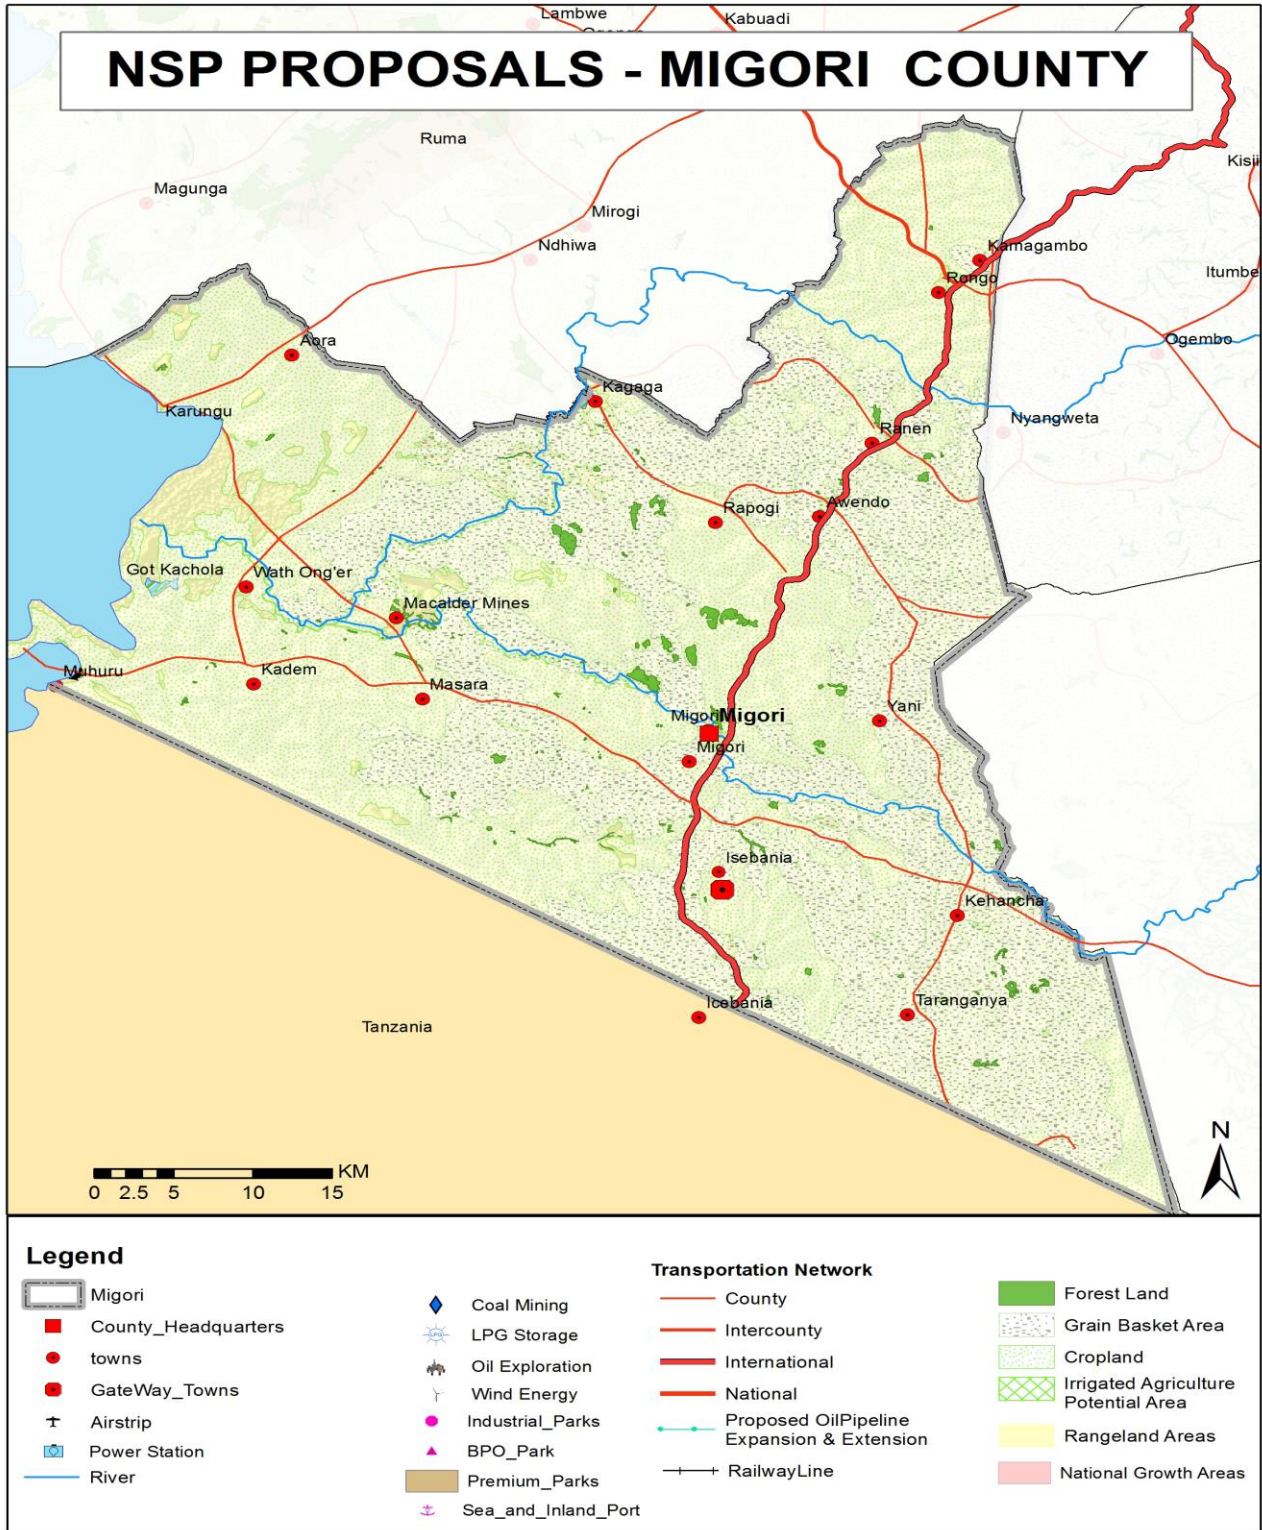 Lambwe
Kabuadi
NSP PROPOSALS - MIGORI COUNTY
Ruma
Kisii
Magunga
Mirogi
Ndhiwa
Kamagambo
Itumbe
Rongo
Aora
Ogembo
Kagaga
Karungu
Nyangweta
Ranen
Rapogi
Awendo
Got Kachola
Wath Ong'er
Macalder Mines
Muhuru
Kadem
Masara
Yani
Migori
Migori
Migori
Isebania
Kehancha
Icebania
Taranganya
Tanzania
N
KM
0 2.5 5 10 15
Legend
Migori
County_Headquarters
towns
GateWay_Towns
Airstrip
Power Station
River
Coal Mining
LPG
LPG Storage
Oil Exploration
Wind Energy
Industrial_Parks
BPO_Park
Premium_Parks
Sea_and_Inland_Port
Transportation Network
County
Intercounty
International
National
Proposed OilPipeline
Expansion & Extension
RailwayLine
Forest Land
Grain Basket Area
Cropland
Irrigated Agriculture
Potential Area
Rangeland Areas
National Growth Areas